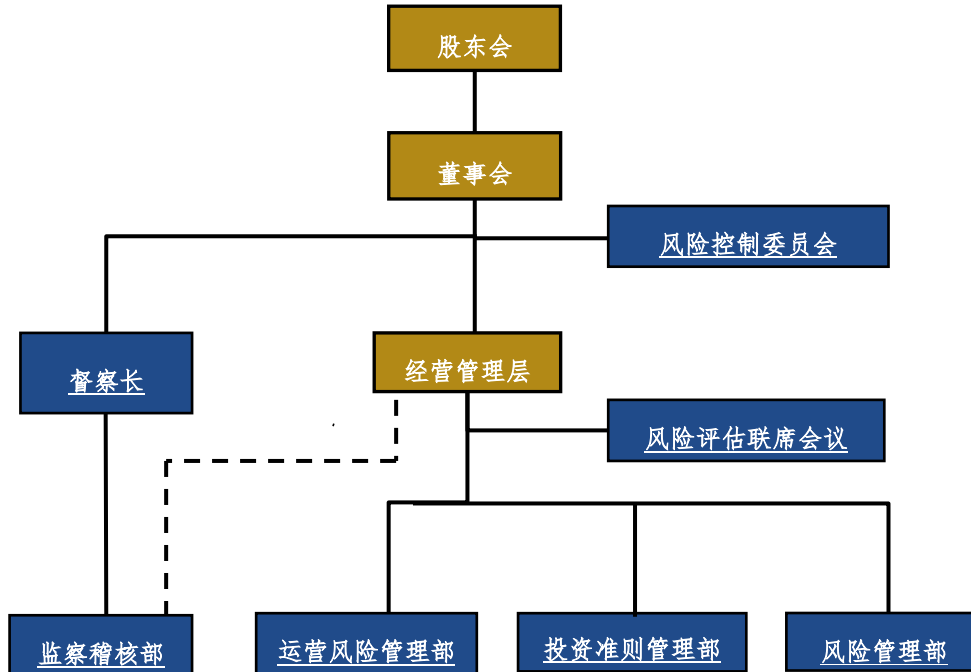 股东会
董事会
风险控制委员会
督察长
经营管理层
风险评估联席会议
监察稽核部
运营风险管理部
投资准则管理部
风险管理部